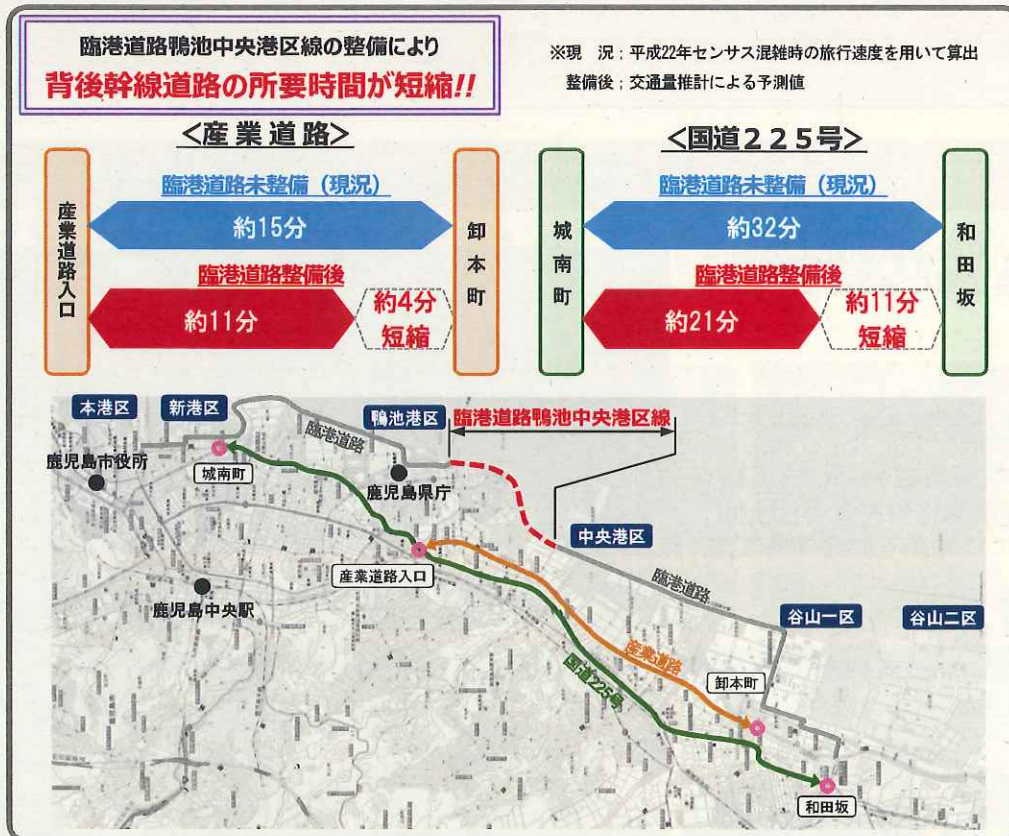 臨港道路鴨池中央港区線の整備により
背後幹線道路の所要時間が短縮!!
※現　況；平成22年センサス混雑時の旅行速度を用いて算出
整備後；交通量推計による予測値
<産業道路>
産業道路入口
臨港道路未整備（現況）
約15分
臨港道路整備後
約11分
約4分
短縮
卸本町
<国道２２５号>
城南町
臨港道路未整備（現況）
約32分
臨港道路整備後
約21分
約11分
短縮
和田坂
本港区
新港区
鴨池港区
臨港道路鴨池中央港区線
臨港道路
鹿児島市役所
城南町
鹿児島県庁
中央港区
産業道路入口
臨港道路
鹿児島中央駅
谷山一区
谷山二区
産業道路
卸本町
国道225号
和田坂